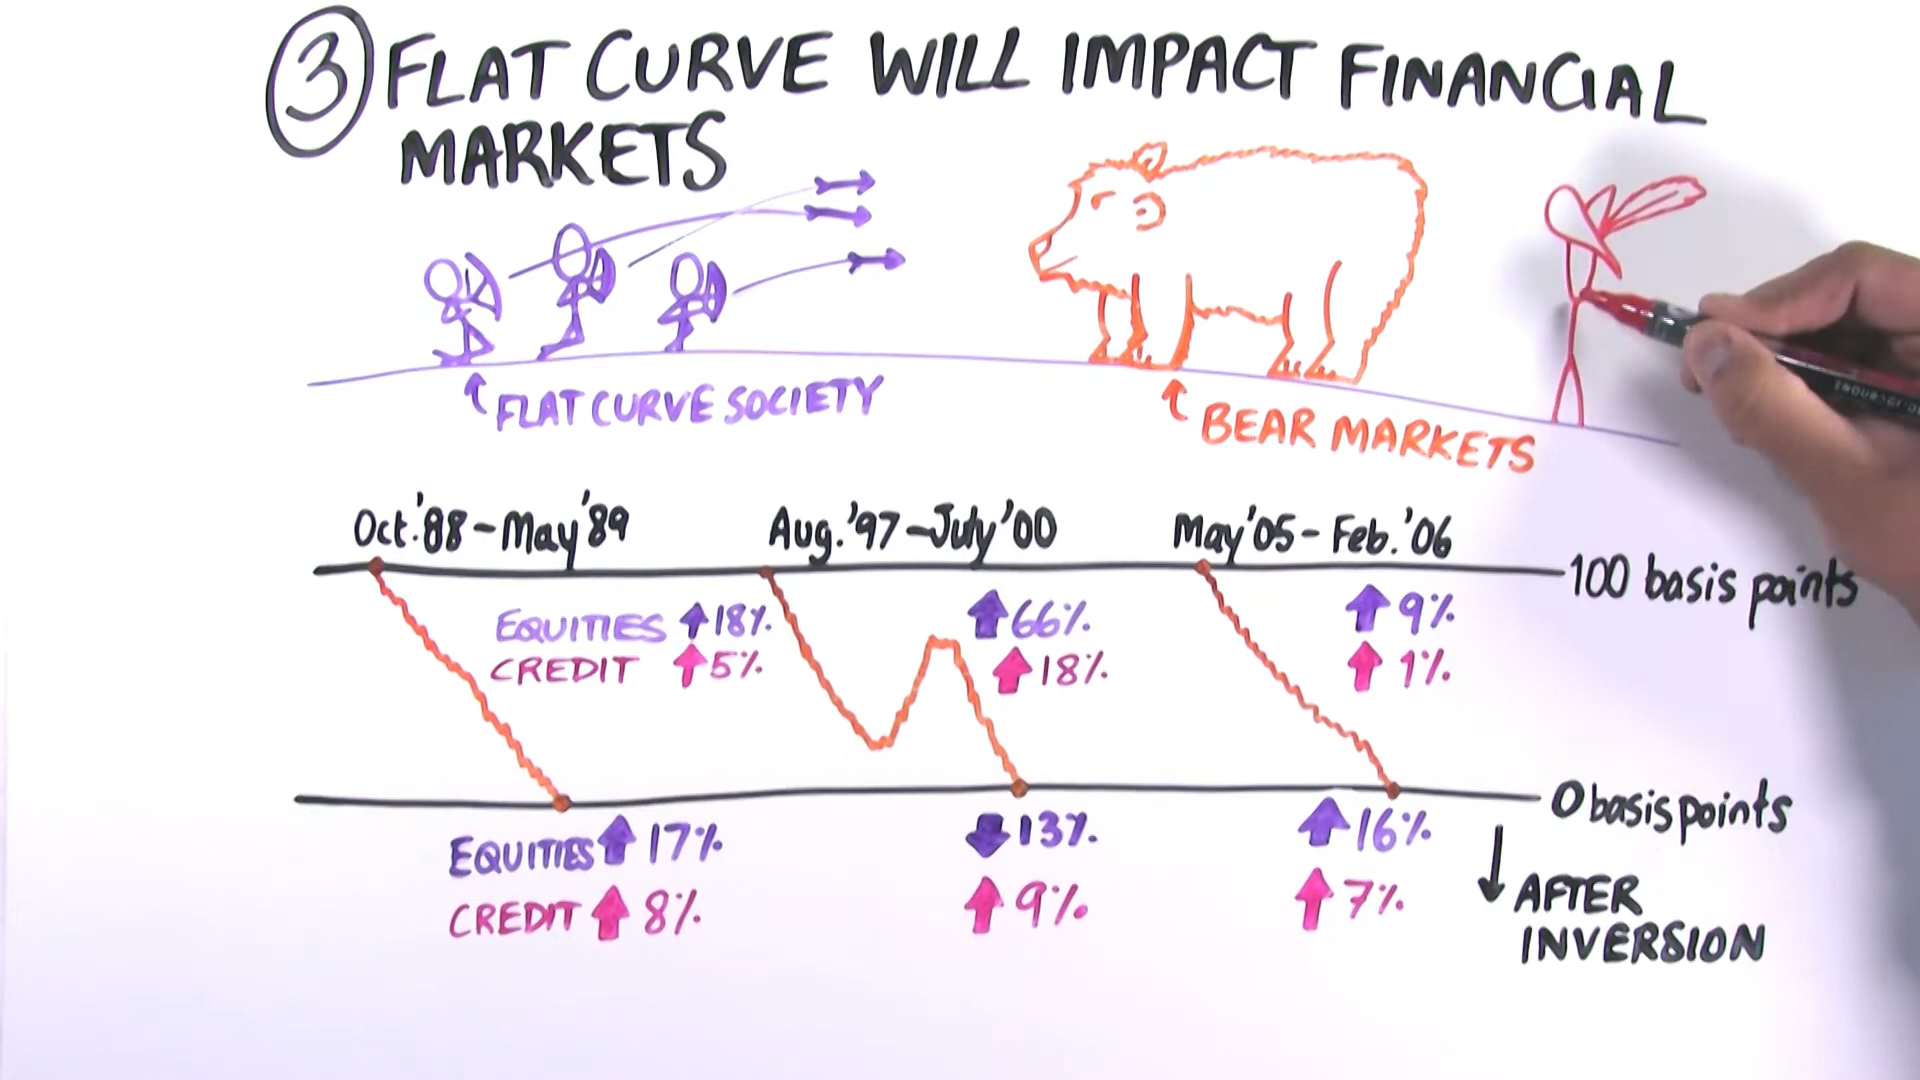 3 FLAT CURVE WILL IMPACT FINANCIAL
MARKETS
FLAT CURVE SOCIETY
BEAR MARKETS
Oct.'88 - May'89
Aug.'97 - July'00
May'05 - Feb.'06
100 basis points
EQUITIES 18%
CREDIT 5%
66%
18%
9%
1%
0 basis points
EQUITIES 17%
CREDIT 8%
13%
9%
16%
7%
AFTER
INVERSION